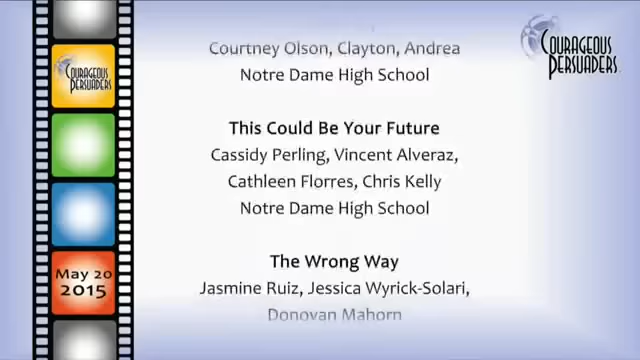 COURAGEOUS
PERSUADERS
Courtney Olson, Clayton, Andrea
Notre Dame High School
COURAGEOUS
PERSUADERS
This Could Be Your Future
Cassidy Perling, Vincent Alveraz,
Cathleen Florres, Chris Kelly
Notre Dame High School
The Wrong Way
May 20
2015
Jasmine Ruiz, Jessica Wyrick-Solari,
Donovan Mahorn